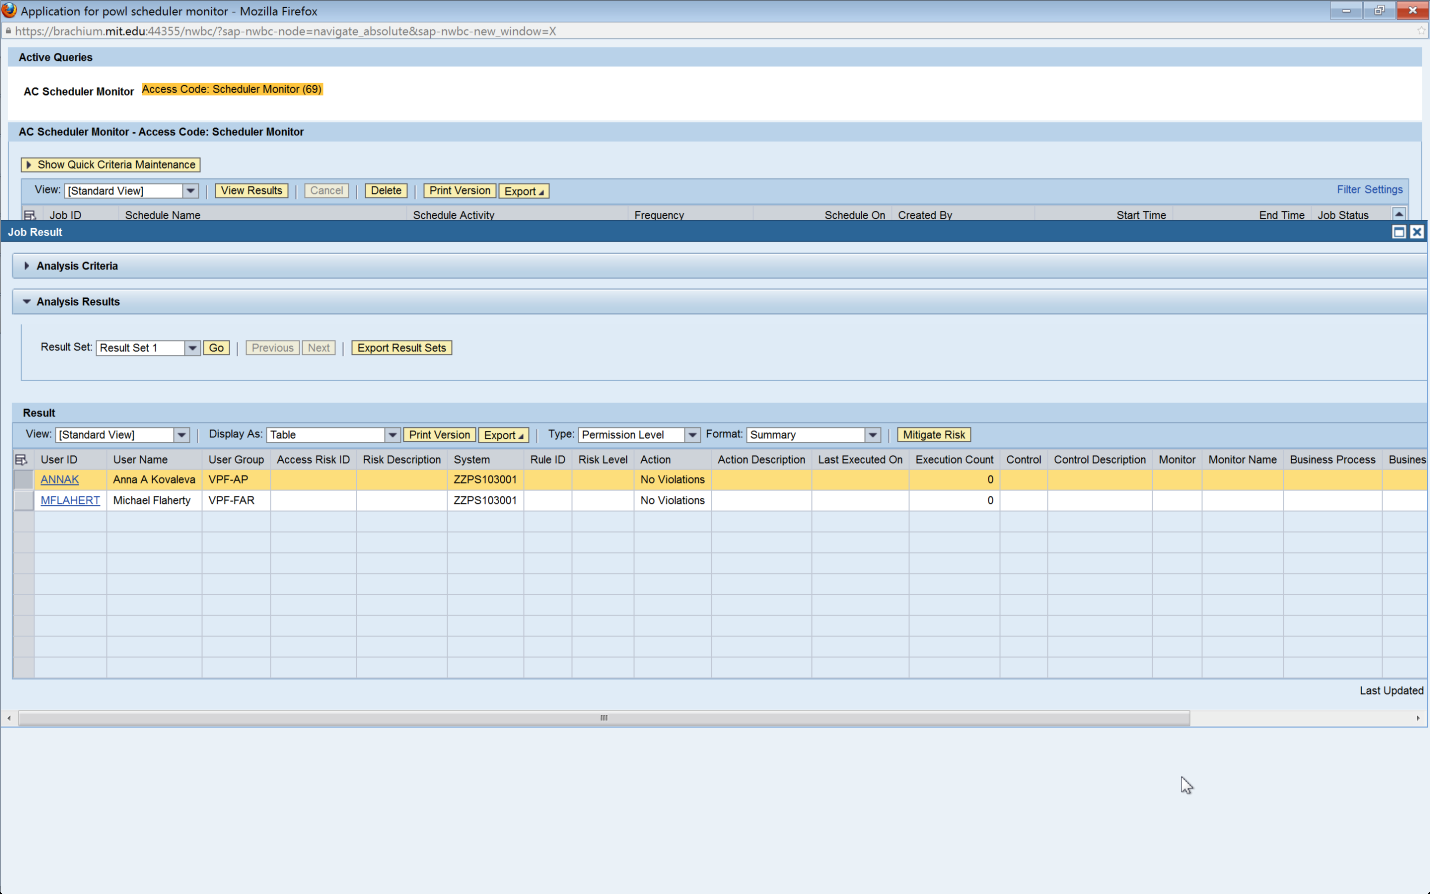 Application for powl scheduler monitor - Mozilla Firefox
https://brachium.mit.edu:44355/nwbc/?sap-nwbc-node=navigate_absolute&sap-nwbc-new_window=X
Active Queries
AC Scheduler Monitor Access Code: Scheduler Monitor (69)
AC Scheduler Monitor - Access Code: Scheduler Monitor
Show Quick Criteria Maintenance
View: [Standard View] View Results Cancel Delete Print Version Export Filter Settings
Job ID Schedule Name Schedule Activity Frequency Schedule On Created By Start Time End Time Job Status
Job Result
Analysis Criteria
Analysis Results
Result Set: Result Set 1 Go Previous Next Export Result Sets
Result
View: [Standard View] Display As: Table Print Version Export Type: Permission Level Format: Summary Mitigate Risk
User ID User Name User Group Access Risk ID Risk Description System Rule ID Risk Level Action Action Description Last Executed On Execution Count Control Control Description Monitor Monitor Name Business Process Busines
ANNAK Anna A Kovaleva VPF-AP ZZPS103001 No Violations 0
MFLAHERT Michael Flaherty VPF-FAR ZZPS103001 No Violations 0
Last Updated